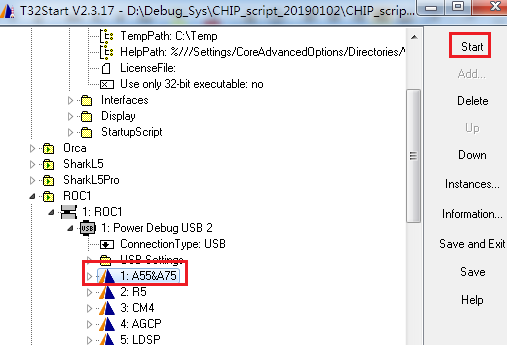 T32Start V2.3.17 - D:\Debug_Sys\CHIP_script_20190102\CHIP_scrip
TempPath: C:\Temp
HelpPath: %////Settings/CoreAdvancedOptions/Directories/
LicenseFile:
Use only 32-bit executable: no
Interfaces
Display
StartupScript
Orca
SharkL5
SharkL5Pro
ROC1
1: ROC1
1: Power Debug USB 2
ConnectionType: USB
USB Settings
1: A55&A75
2: R5
3: CM4
4: AGCP
5: LDSP
Start
Add...
Delete
Up
Down
Instances...
Information...
Save and Exit
Save
Help